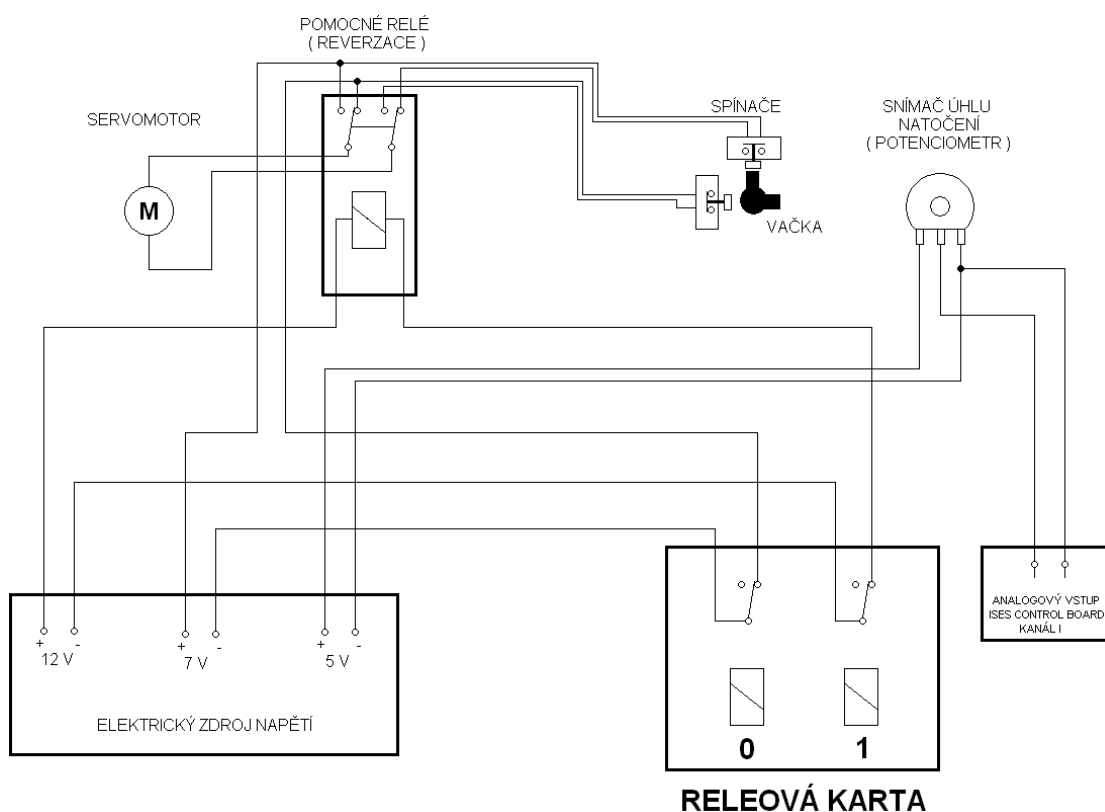 POMOCNÉ RELÉ
( REVERZACE )
SERVOMOTOR
M
SPÍNAČE
VAČKA
SNÍMAČ ÚHLU
NATOČENÍ
( POTENCIOMETR )
+ -
12 V
+ -
7 V
+ -
5 V
ELEKTRICKÝ ZDROJ NAPĚTÍ
0
1
RELEOVÁ KARTA
ANALOGOVÝ VSTUP
ISES CONTROL BOARD
KANÁL I